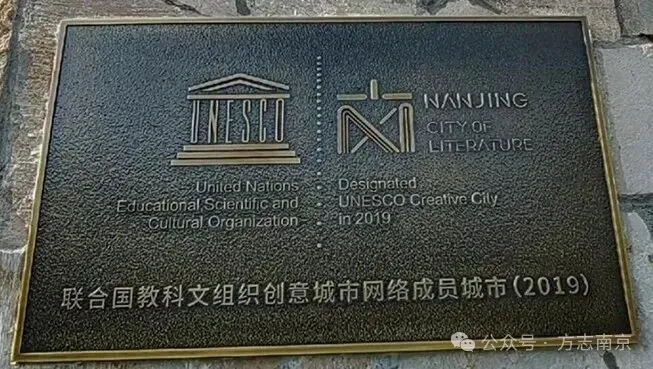 UNESCO
United Nations
Educational Scientific and
Cultural Organization
NANJING
CITY OF
LITERATURE
Designated
UNESCO Creative City
in 2019
联合国教科文组织创意城市网络成员城市(2019)
公众号·方志南京